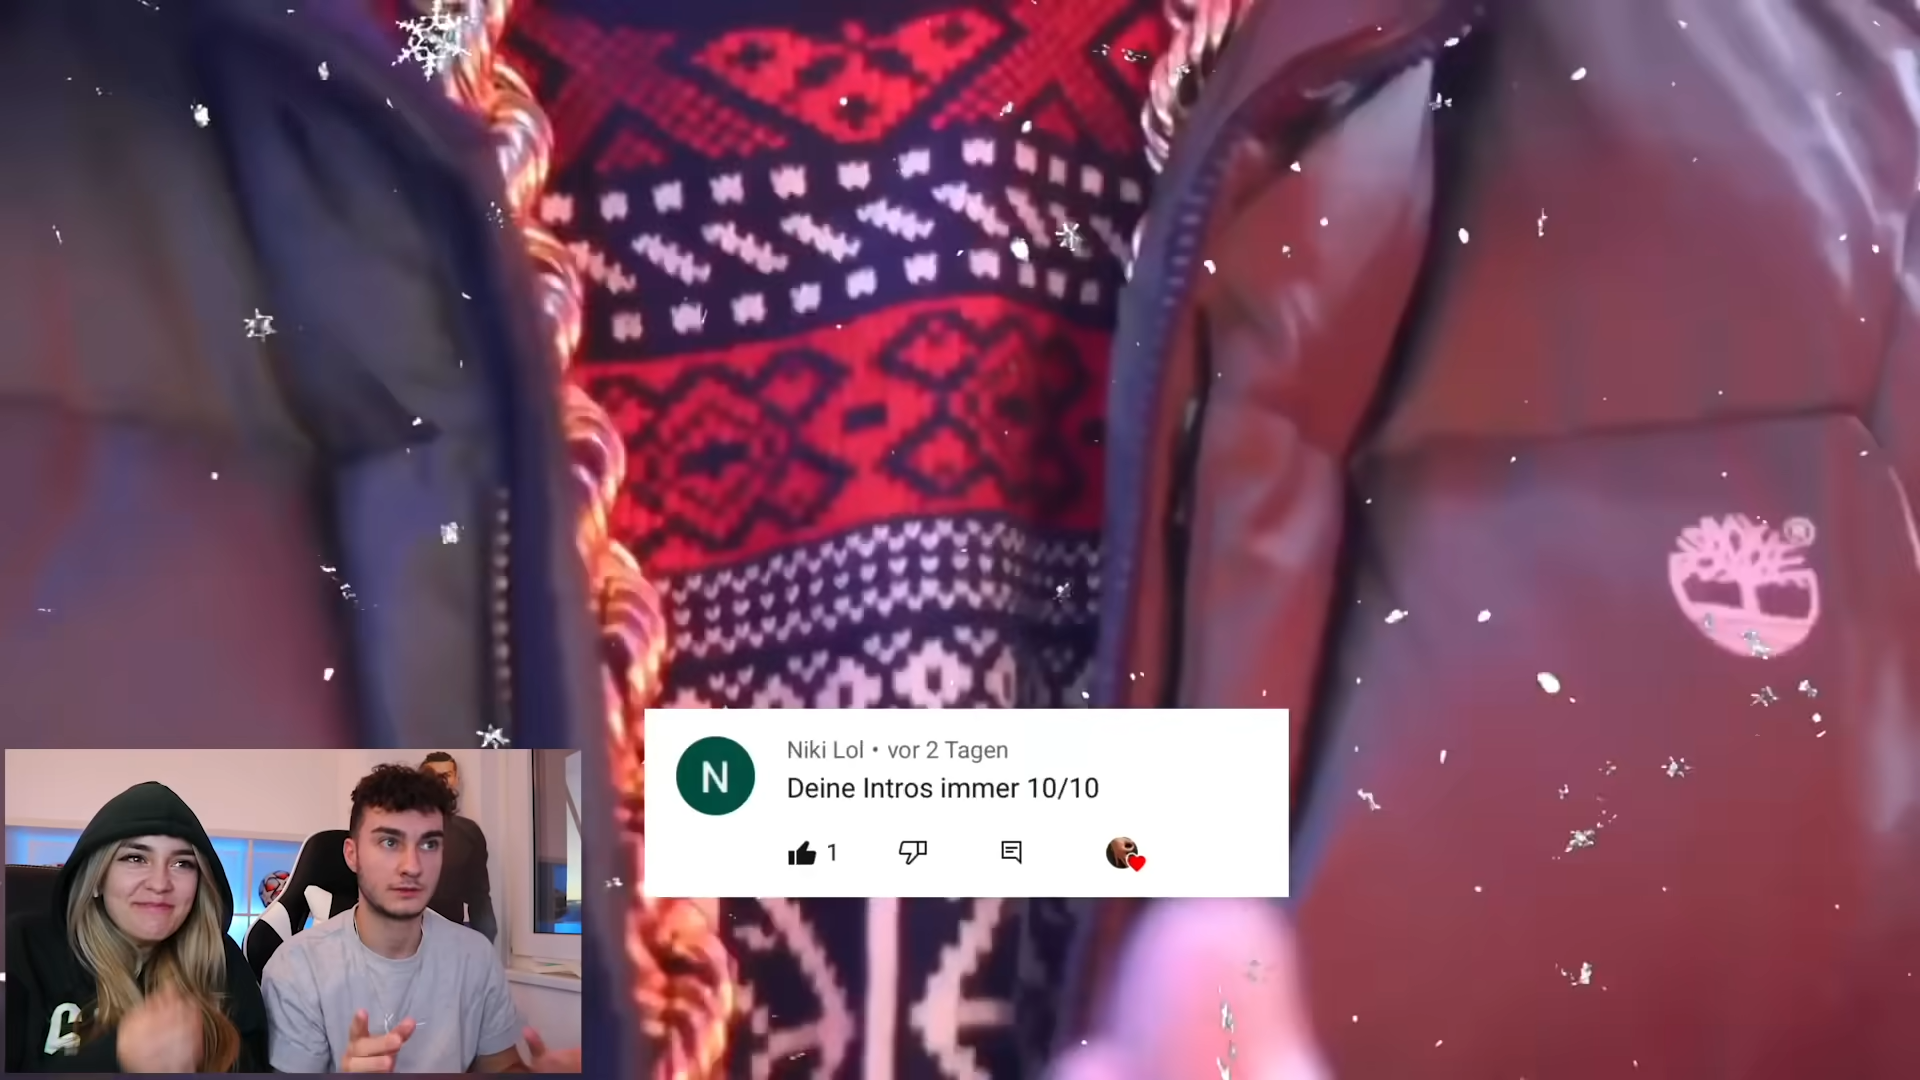 Niki Lol • vor 2 Tagen
N
Deine Intros immer 10/10
1
®